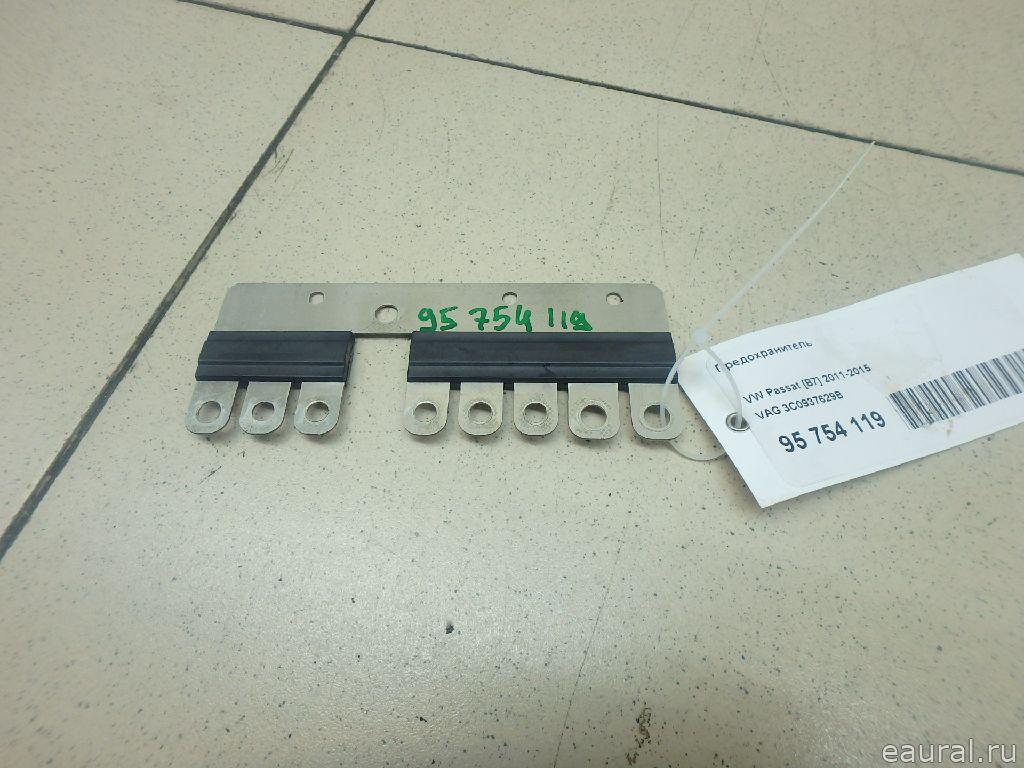 95 754 119
Предохранитель
VW Passat [B7] 2011-2015
VAG 3C0937629B
95 754 119
eaural.ru